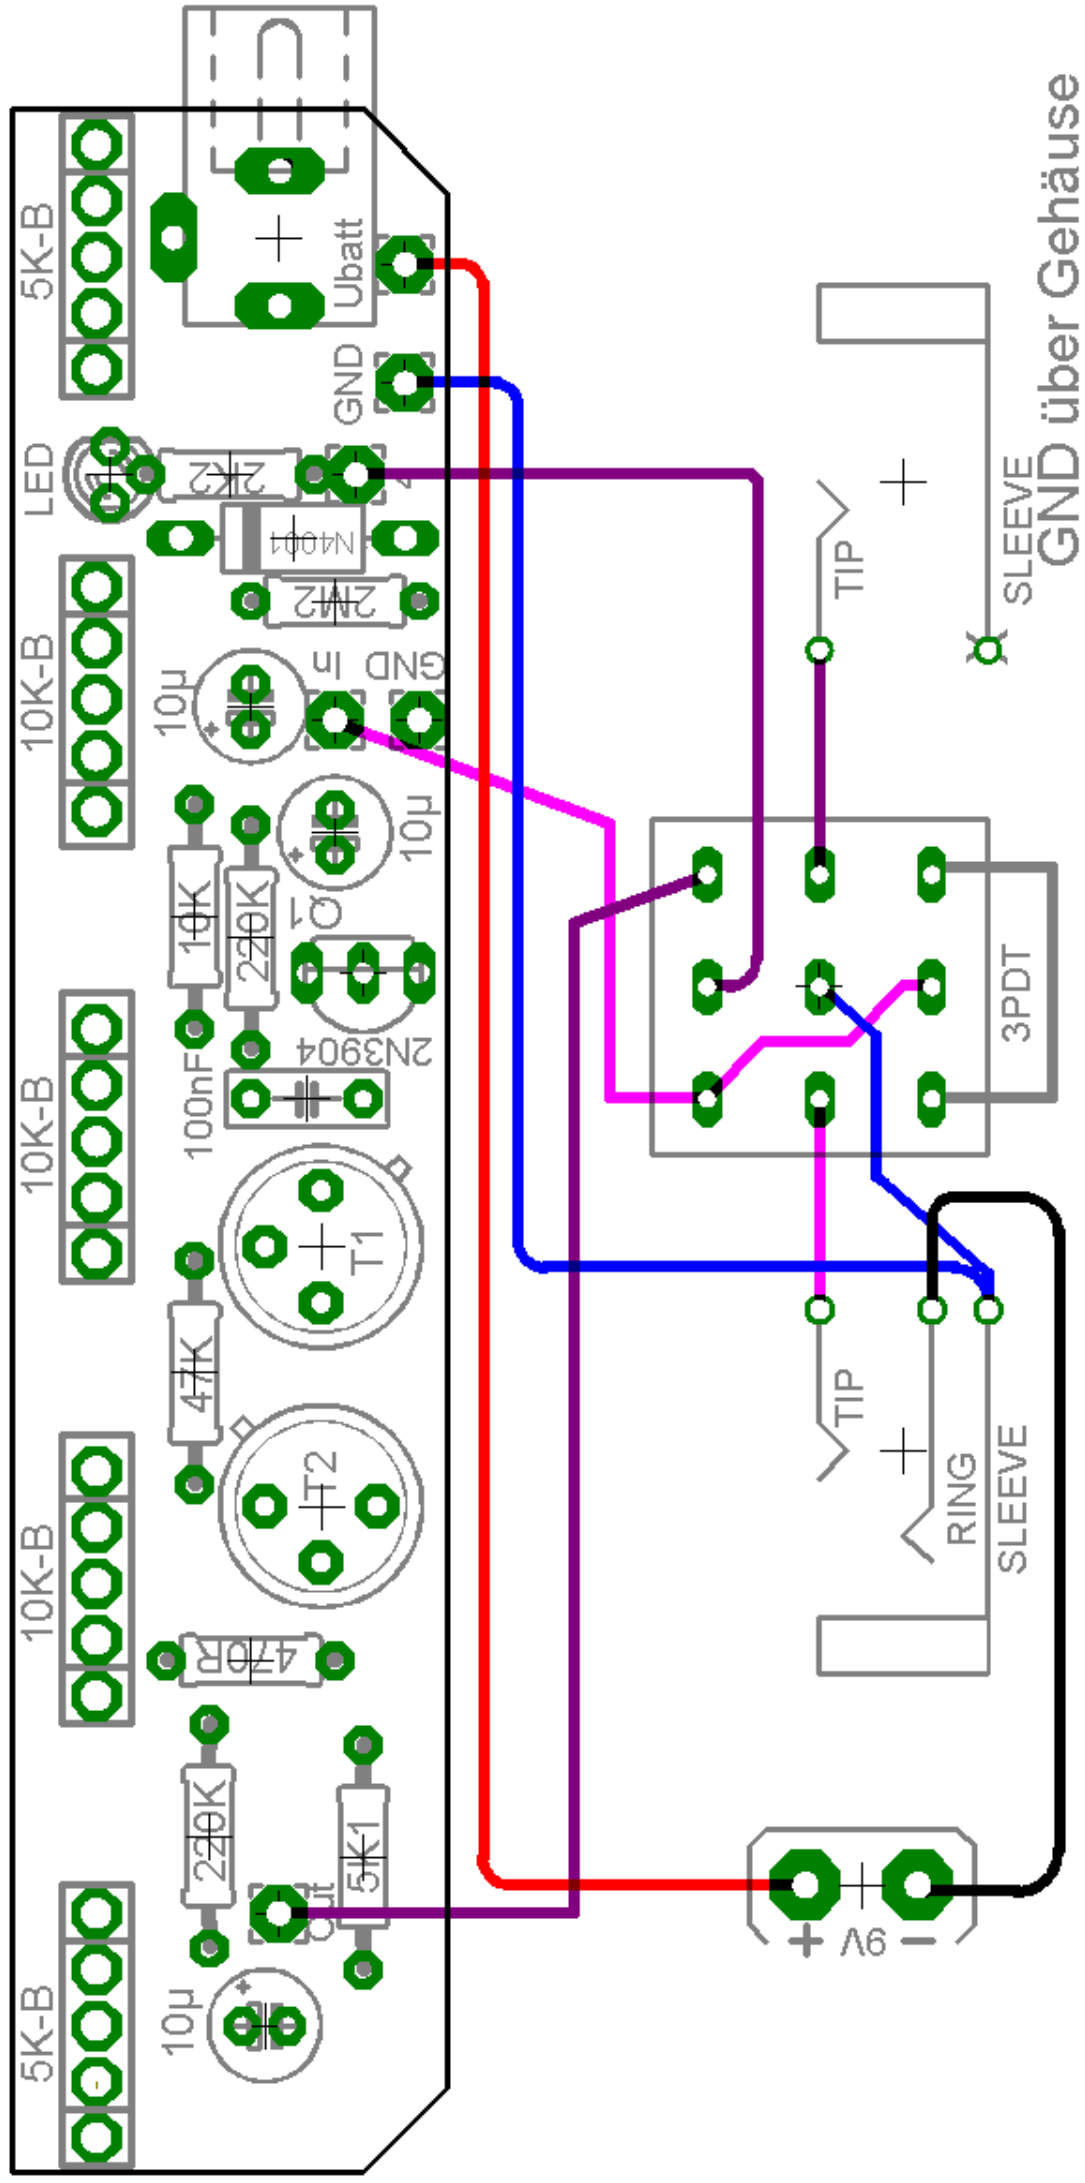 5K-B
Ubatt
GND
LED
2K2
N4001
2M2
10K-B
10µ
In
GND
10µ
10K
220K
Q1
2N3904
100nF
10K-B
T1
47K
T2
10K-B
470R
220K
5K1
Out
10µ
5K-B
TIP
SLEEVE
GND über Gehäuse
3PDT
TIP
RING
SLEEVE
+ 9V −